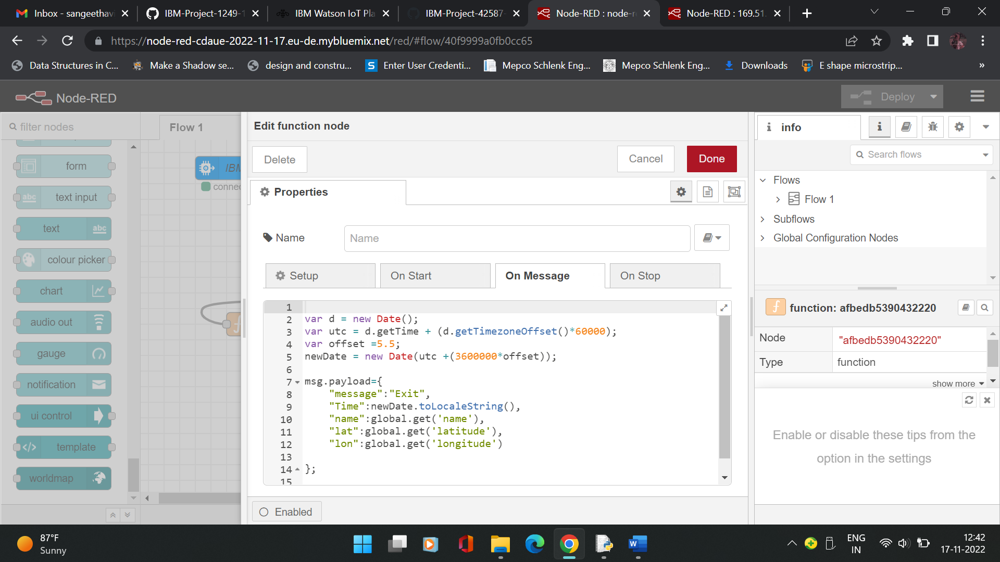 Inbox - sangeethavi
IBM-Project-1249-1
IBM Watson IoT Pla
IBM-Project-42587-
Node-RED : node-r
Node-RED : 169.51.
https://node-red-cdaue-2022-11-17.eu-de.mybluemix.net/red/#flow/40f9999a0fb0cc65
Data Structures in C...
Make a Shadow se...
design and constru...
S
Enter User Credenti...
Mepco Schlenk Eng...
Mepco Schlenk Eng...
Downloads
E shape microstrip...
»
Node-RED
Deploy
filter nodes
Flow 1
form
abc text input
text abc
colour picker
chart
audio out
gauge
notification
ui control
</> template
worldmap
IBM
connec
Edit function node
Delete
Cancel
Done
Properties
Name
Name
Setup
On Start
On Message
On Stop
1
2 var d = new Date();
3 var utc = d.getTime + (d.getTimezoneOffset()*60000);
4 var offset =5.5;
5 newDate = new Date(utc +(3600000*offset));
6
7 msg.payload={
8 "message":"Exit",
9 "Time":newDate.toLocaleString(),
10 "name":global.get('name'),
11 "lat":global.get('latitude'),
12 "lon":global.get('longitude')
13
14 };
15
Enabled
i info
i
Search flows
Flows
Flow 1
Subflows
Global Configuration Nodes
f function: afbedb5390432220
Node "afbedb5390432220"
Type function
show more
Enable or disable these tips from the
option in the settings
87°F
Sunny
W
ENG
IN
12:42
17-11-2022